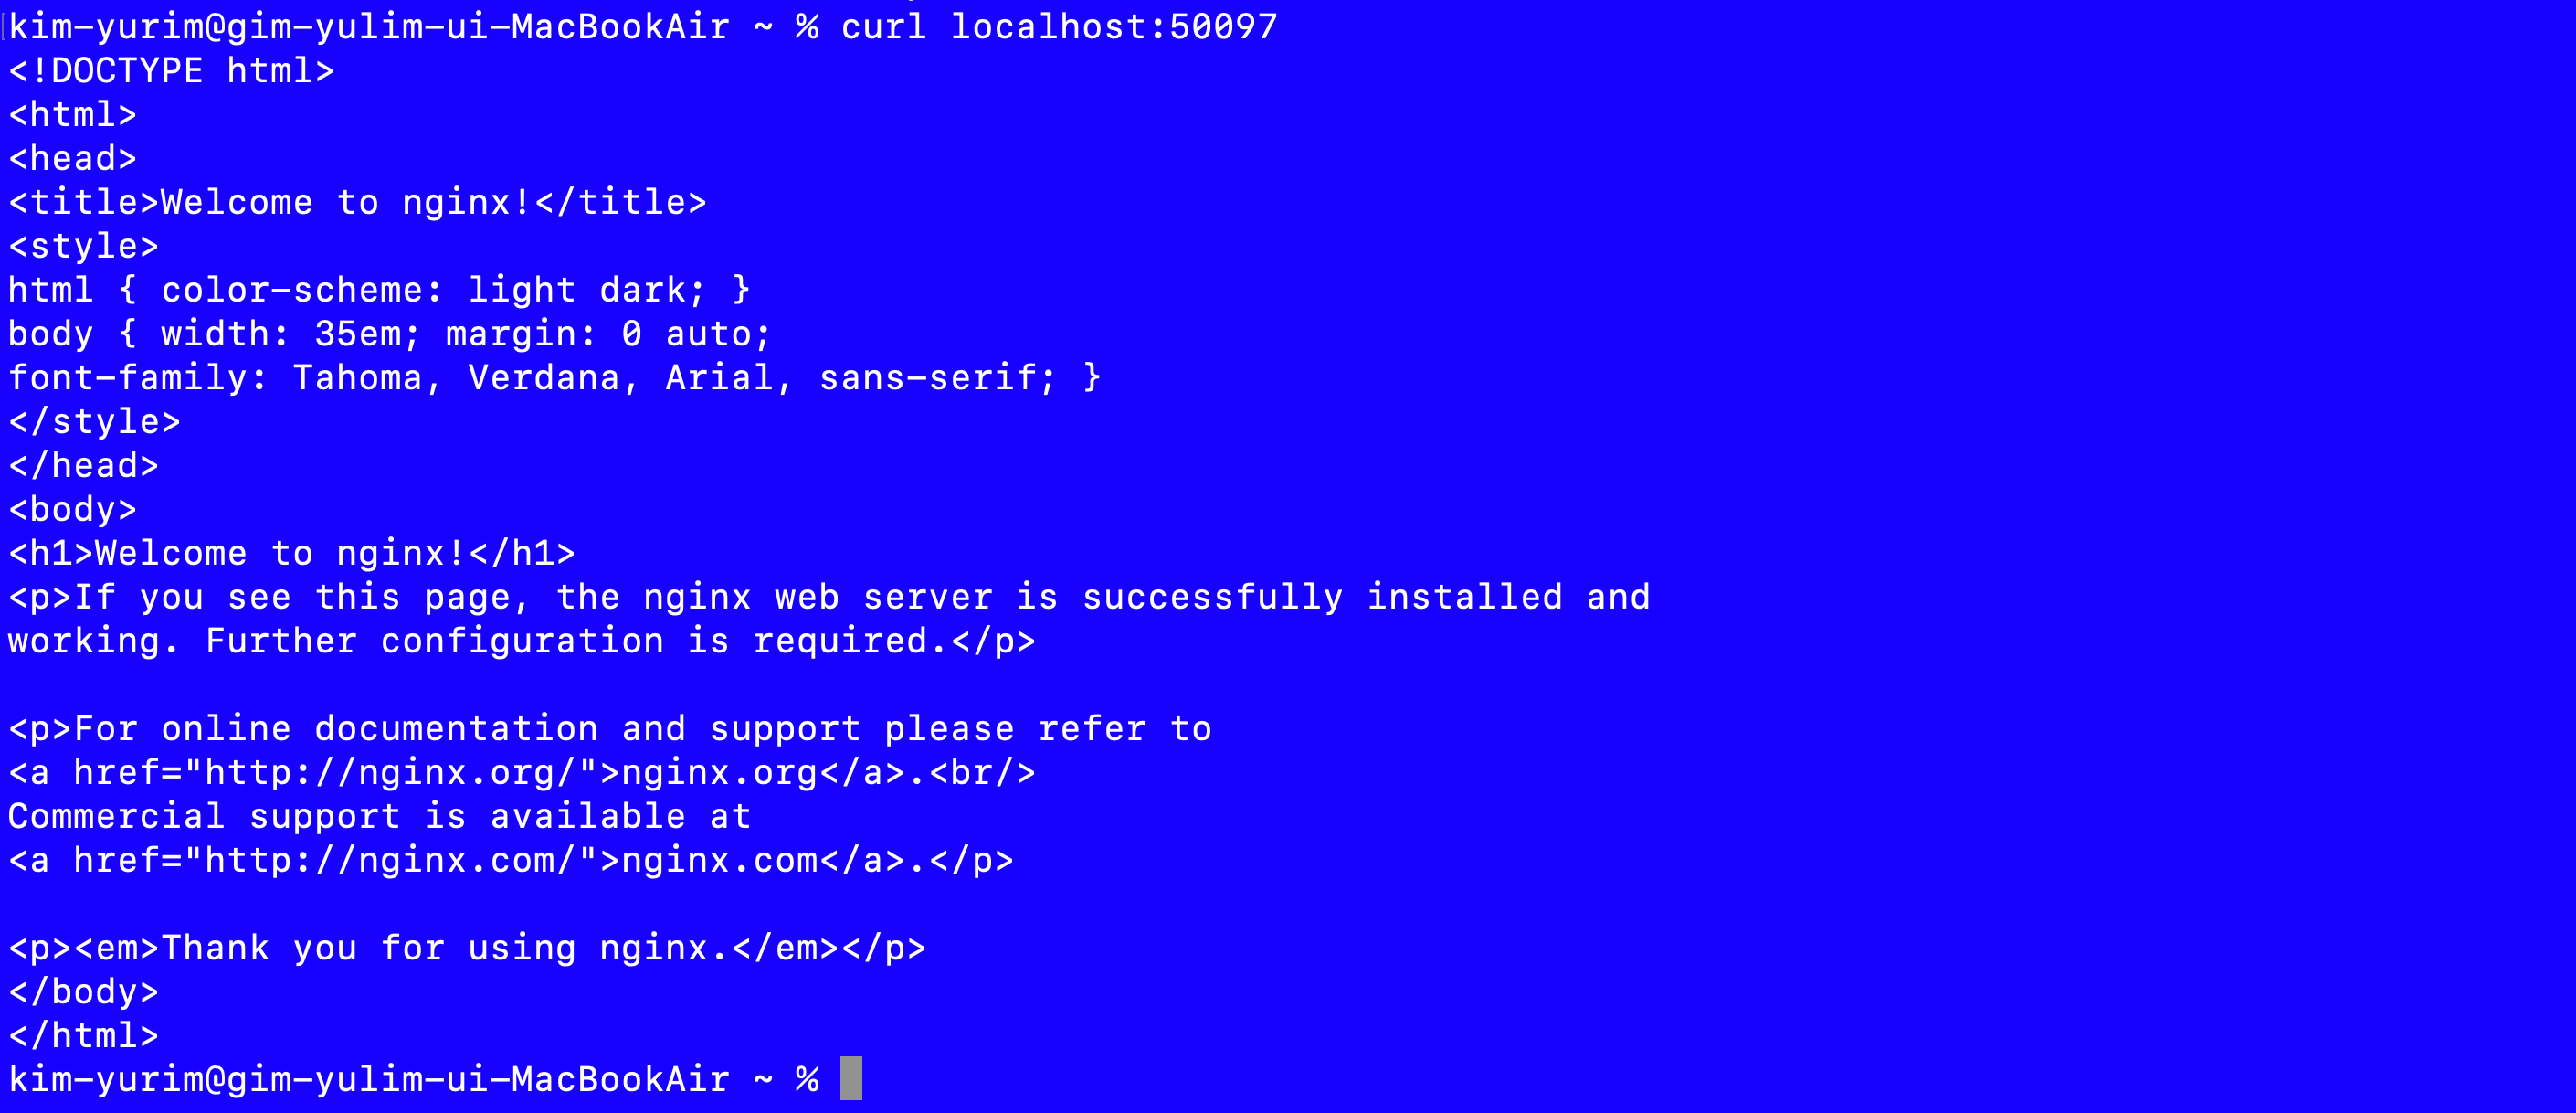 kim-yurim@gim-yulim-ui-MacBookAir ~ % curl localhost:50097
<!DOCTYPE html>
<html>
<head>
<title>Welcome to nginx!</title>
<style>
html { color-scheme: light dark; }
body { width: 35em; margin: 0 auto;
font-family: Tahoma, Verdana, Arial, sans-serif; }
</style>
</head>
<body>
<h1>Welcome to nginx!</h1>
<p>If you see this page, the nginx web server is successfully installed and
working. Further configuration is required.</p>

<p>For online documentation and support please refer to
<a href="http://nginx.org/">nginx.org</a>.<br/>
Commercial support is available at
<a href="http://nginx.com/">nginx.com</a>.</p>

<p><em>Thank you for using nginx.</em></p>
</body>
</html>
kim-yurim@gim-yulim-ui-MacBookAir ~ %